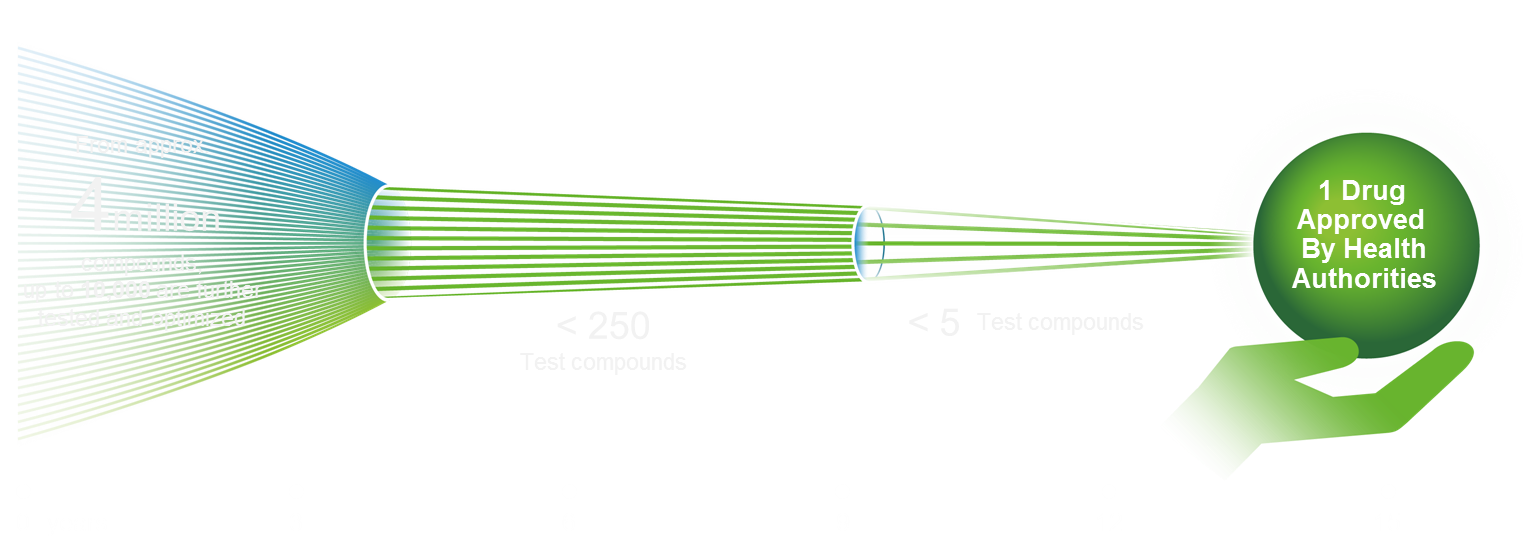 From approx
4 million
compounds,
up to 10,000 are further
tested and optimized
< 250
Test compounds
< 5 Test compounds
1 Drug
Approved
By Health
Authorities